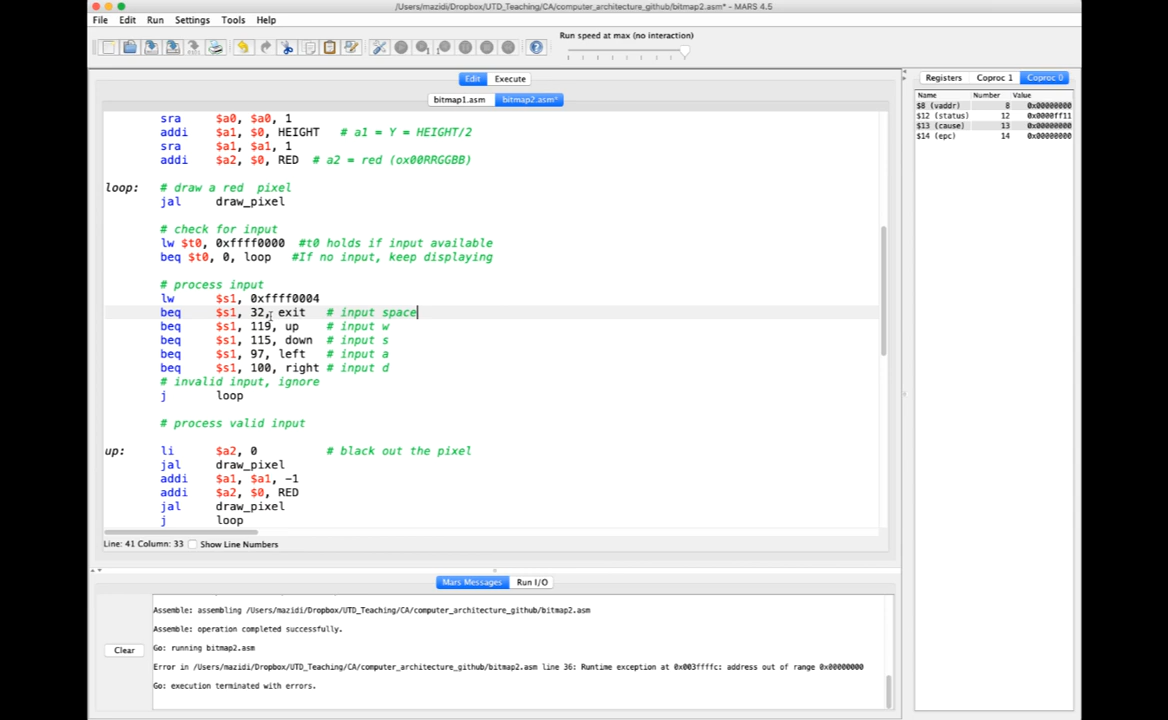 /Users/mazidi/Dropbox/UTD_Teaching/CA/computer_architecture_github/bitmap2.asm* - MARS 4.5
File Edit Run Settings Tools Help
Run speed at max (no interaction)
Edit Execute
bitmap1.asm bitmap2.asm*
sra $a0, $a0, 1
addi $a1, $0, HEIGHT # a1 = Y = HEIGHT/2
sra $a1, $a1, 1
addi $a2, $0, RED # a2 = red (ox00RRGGBB)
loop: # draw a red pixel
jal draw_pixel
# check for input
lw $t0, 0xffff0000 #t0 holds if input available
beq $t0, 0, loop #If no input, keep displaying
# process input
lw $s1, 0xffff0004
beq $s1, 32, exit # input space
beq $s1, 119, up # input w
beq $s1, 115, down # input s
beq $s1, 97, left # input a
beq $s1, 100, right # input d
# invalid input, ignore
j loop
# process valid input
up: li $a2, 0 # black out the pixel
jal draw_pixel
addi $a1, $a1, -1
addi $a2, $0, RED
jal draw_pixel
j loop
Line: 41 Column: 33 Show Line Numbers
Mars Messages Run I/O
Assemble: assembling /Users/mazidi/Dropbox/UTD_Teaching/CA/computer_architecture_github/bitmap2.asm
Assemble: operation completed successfully.
Go: running bitmap2.asm
Error in /Users/mazidi/Dropbox/UTD_Teaching/CA/computer_architecture_github/bitmap2.asm line 36: Runtime exception at 0x003ffffc: address out of range 0x00000000
Go: execution terminated with errors.
Clear
Registers Coproc 1 Coproc 0
Name Number Value
$8 (vaddr) 8 0x00000000
$12 (status) 12 0x0000ff11
$13 (cause) 13 0x00000000
$14 (epc) 14 0x00000000